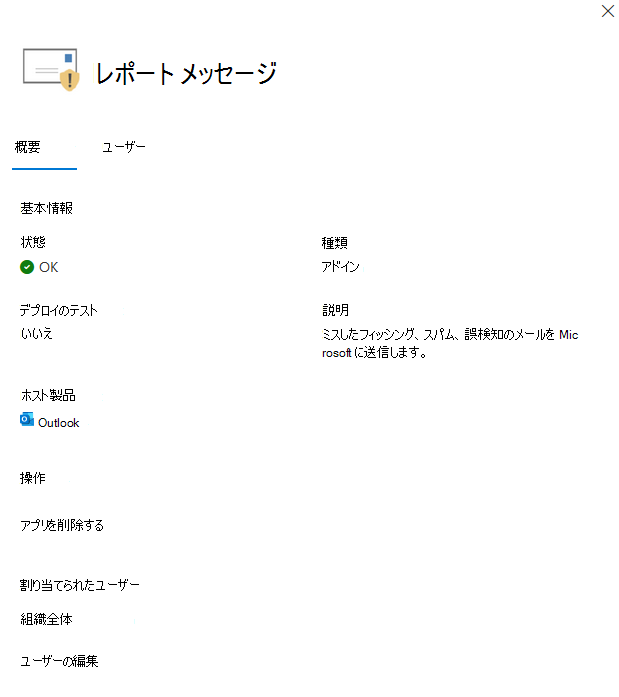 レポート メッセージ
概要
ユーザー
基本情報
状態
種類
OK
アドイン
デプロイのテスト
説明
いいえ
ミスしたフィッシング、スパム、誤検知のメールを Mic
rosoft に送信します。
ホスト製品
Outlook
操作
アプリを削除する
割り当てられたユーザー
組織全体
ユーザーの編集